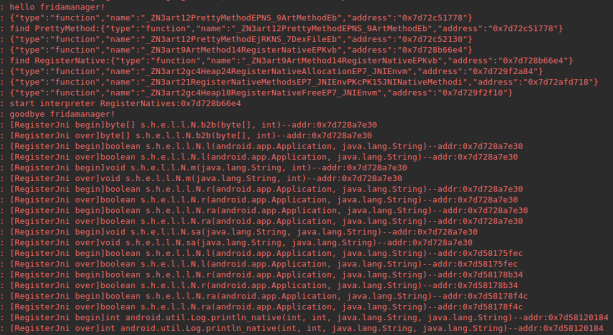 : hello fridamanager!
: {"type":"function","name":"_ZN3art12PrettyMethodEPNS_9ArtMethodEb","address":"0x7d72c51778"}
: find PrettyMethod:{"type":"function","name":"_ZN3art12PrettyMethodEPNS_9ArtMethodEb","address":"0x7d72c51778"}
: {"type":"function","name":"_ZN3art12PrettyMethodEjRKNS_7DexFileEb","address":"0x7d72c52130"}
: {"type":"function","name":"_ZN3art9ArtMethod14RegisterNativeEPKvb","address":"0x7d728b66e4"}
: find RegisterNative:{"type":"function","name":"_ZN3art9ArtMethod14RegisterNativeEPKvb","address":"0x7d728b66e4"}
: {"type":"function","name":"_ZN3art2gc4Heap24RegisterNativeAllocationEP7_JNIEnvm","address":"0x7d729f2a84"}
: {"type":"function","name":"_ZN3art21RegisterNativeMethodsEP7_JNIEnvPKcPK15JNINativeMethodi","address":"0x7d72afd718"}
: {"type":"function","name":"_ZN3art2gc4Heap18RegisterNativeFreeEP7_JNIEnvm","address":"0x7d729f2f10"}
: start interpreter RegisterNatives:0x7d728b66e4
: goodbye fridamanager!
: [RegisterJni begin]byte[] s.h.e.l.l.N.b2b(byte[], int)--addr:0x7d728a7e30
: [RegisterJni over]byte[] s.h.e.l.l.N.b2b(byte[], int)--addr:0x7d728a7e30
: [RegisterJni begin]boolean s.h.e.l.l.N.l(android.app.Application, java.lang.String)--addr:0x7d728a7e30
: [RegisterJni over]boolean s.h.e.l.l.N.l(android.app.Application, java.lang.String)--addr:0x7d728a7e30
: [RegisterJni begin]void s.h.e.l.l.N.m(java.lang.String, int)--addr:0x7d728a7e30
: [RegisterJni over]void s.h.e.l.l.N.m(java.lang.String, int)--addr:0x7d728a7e30
: [RegisterJni begin]boolean s.h.e.l.l.N.r(android.app.Application, java.lang.String)--addr:0x7d728a7e30
: [RegisterJni over]boolean s.h.e.l.l.N.r(android.app.Application, java.lang.String)--addr:0x7d728a7e30
: [RegisterJni begin]boolean s.h.e.l.l.N.ra(android.app.Application, java.lang.String)--addr:0x7d728a7e30
: [RegisterJni over]boolean s.h.e.l.l.N.ra(android.app.Application, java.lang.String)--addr:0x7d728a7e30
: [RegisterJni begin]void s.h.e.l.l.N.sa(java.lang.String, java.lang.String)--addr:0x7d728a7e30
: [RegisterJni over]void s.h.e.l.l.N.sa(java.lang.String, java.lang.String)--addr:0x7d728a7e30
: [RegisterJni begin]boolean s.h.e.l.l.N.l(android.app.Application, java.lang.String)--addr:0x7d58175fec
: [RegisterJni over]boolean s.h.e.l.l.N.l(android.app.Application, java.lang.String)--addr:0x7d58175fec
: [RegisterJni begin]boolean s.h.e.l.l.N.r(android.app.Application, java.lang.String)--addr:0x7d58178b34
: [RegisterJni over]boolean s.h.e.l.l.N.r(android.app.Application, java.lang.String)--addr:0x7d58178b34
: [RegisterJni begin]boolean s.h.e.l.l.N.ra(android.app.Application, java.lang.String)--addr:0x7d58178f4c
: [RegisterJni over]boolean s.h.e.l.l.N.ra(android.app.Application, java.lang.String)--addr:0x7d58178f4c
: [RegisterJni begin]int android.util.Log.println_native(int, int, java.lang.String, java.lang.String)--addr:0x7d58120184
: [RegisterJni over]int android.util.Log.println_native(int, int, java.lang.String, java.lang.String)--addr:0x7d58120184